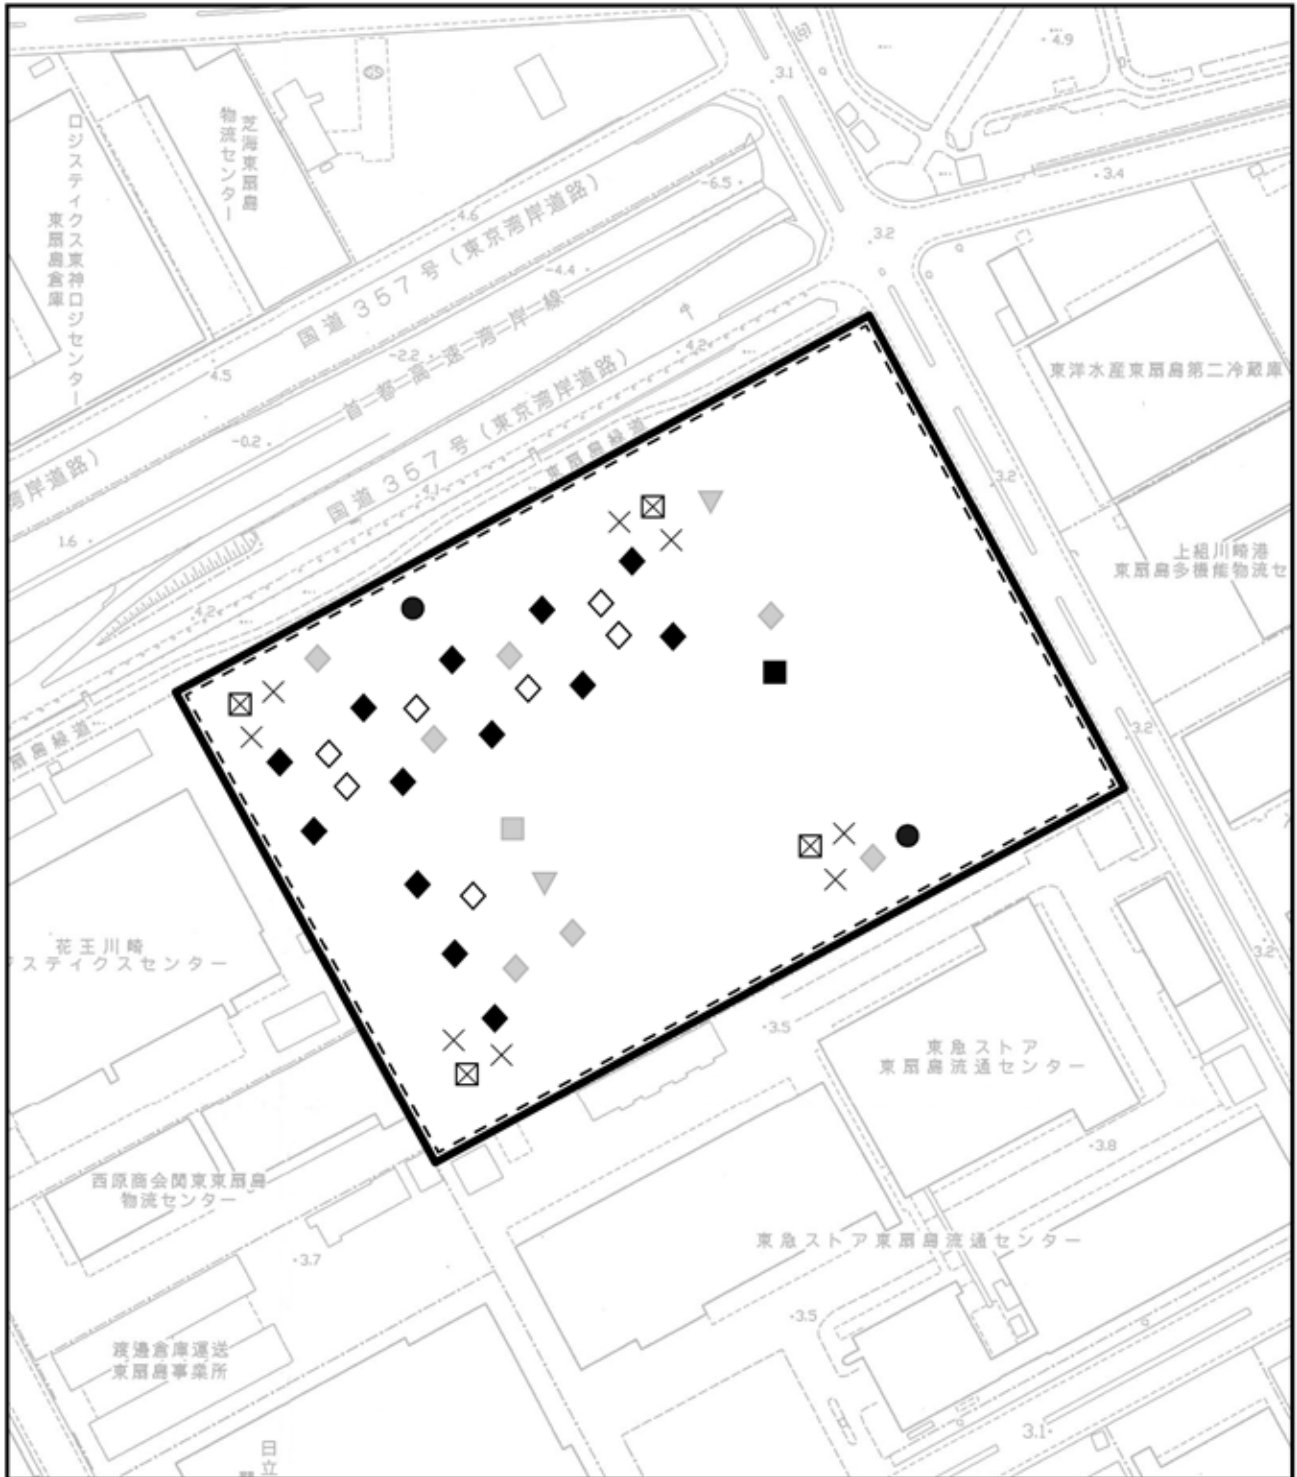 4.9
3.1
芝海東扇島
物流センター
ロジスティクス東神ロジセンター
東扇島倉庫
3.4
-6.5
4.6
国道357号(東京湾岸道路)
3.2
-4.4
首都高速湾岸線
-2.2
4.5
国道357号(東京湾岸道路)
4.2
東洋水産東扇島第二冷蔵庫
-0.2
東扇島緑道
湾岸道路)
4.1
3.2
1.6
上組川崎港
東扇島多機能物流セ
4.2
扇島緑道
3.2
花王川崎
スティクスセンター
3.2
3.5
東急ストア
東扇島流通センター
3.8
西原商会関東東扇島
物流センター
東急ストア東扇島流通センター
3.7
3.5
渡邊倉庫運送
東扇島事業所
3.1
日立